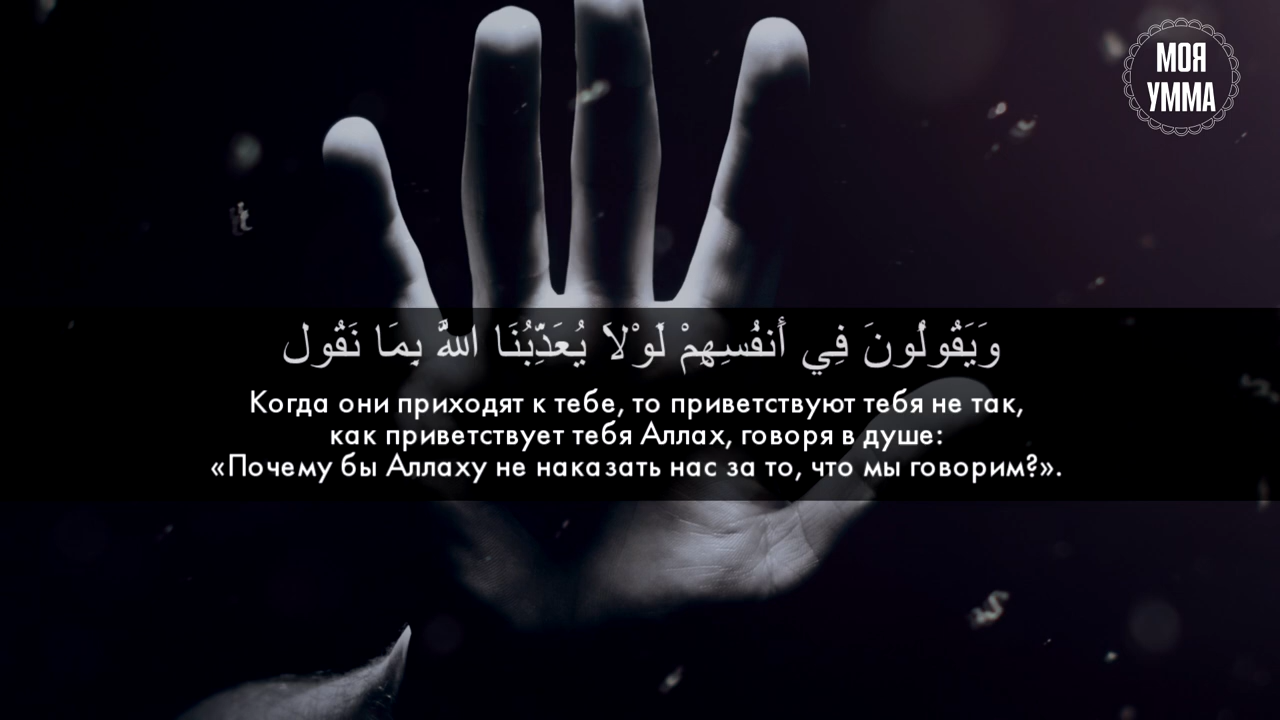 МОЯ
УММА
وَيَقُولُونَ فِي أَنفُسِهِمْ لَوْلَا يُعَذِّبُنَا اللَّهُ بِمَا نَقُول
Когда они приходят к тебе, то приветствуют тебя не так,
как приветствует тебя Аллах, говоря в душе:
«Почему бы Аллаху не наказать нас за то, что мы говорим?».